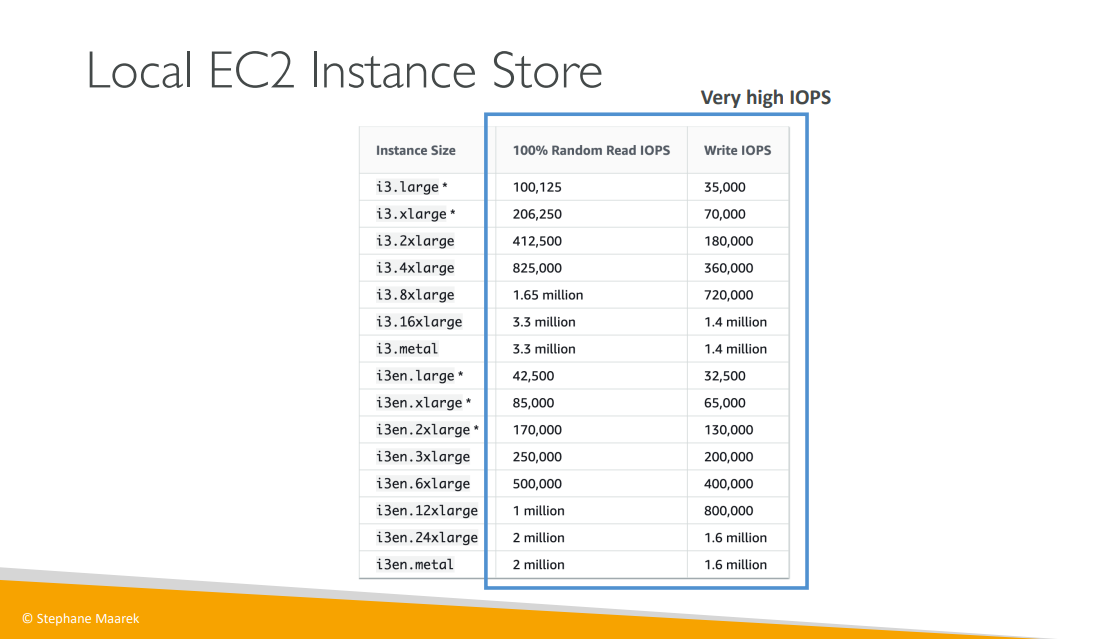 Local EC2 Instance Store
Very high IOPS
Instance Size 100% Random Read IOPS Write IOPS
i3.large * 100,125 35,000
i3.xlarge * 206,250 70,000
i3.2xlarge 412,500 180,000
i3.4xlarge 825,000 360,000
i3.8xlarge 1.65 million 720,000
i3.16xlarge 3.3 million 1.4 million
i3.metal 3.3 million 1.4 million
i3en.large * 42,500 32,500
i3en.xlarge * 85,000 65,000
i3en.2xlarge * 170,000 130,000
i3en.3xlarge 250,000 200,000
i3en.6xlarge 500,000 400,000
i3en.12xlarge 1 million 800,000
i3en.24xlarge 2 million 1.6 million
i3en.metal 2 million 1.6 million
© Stephane Maarek